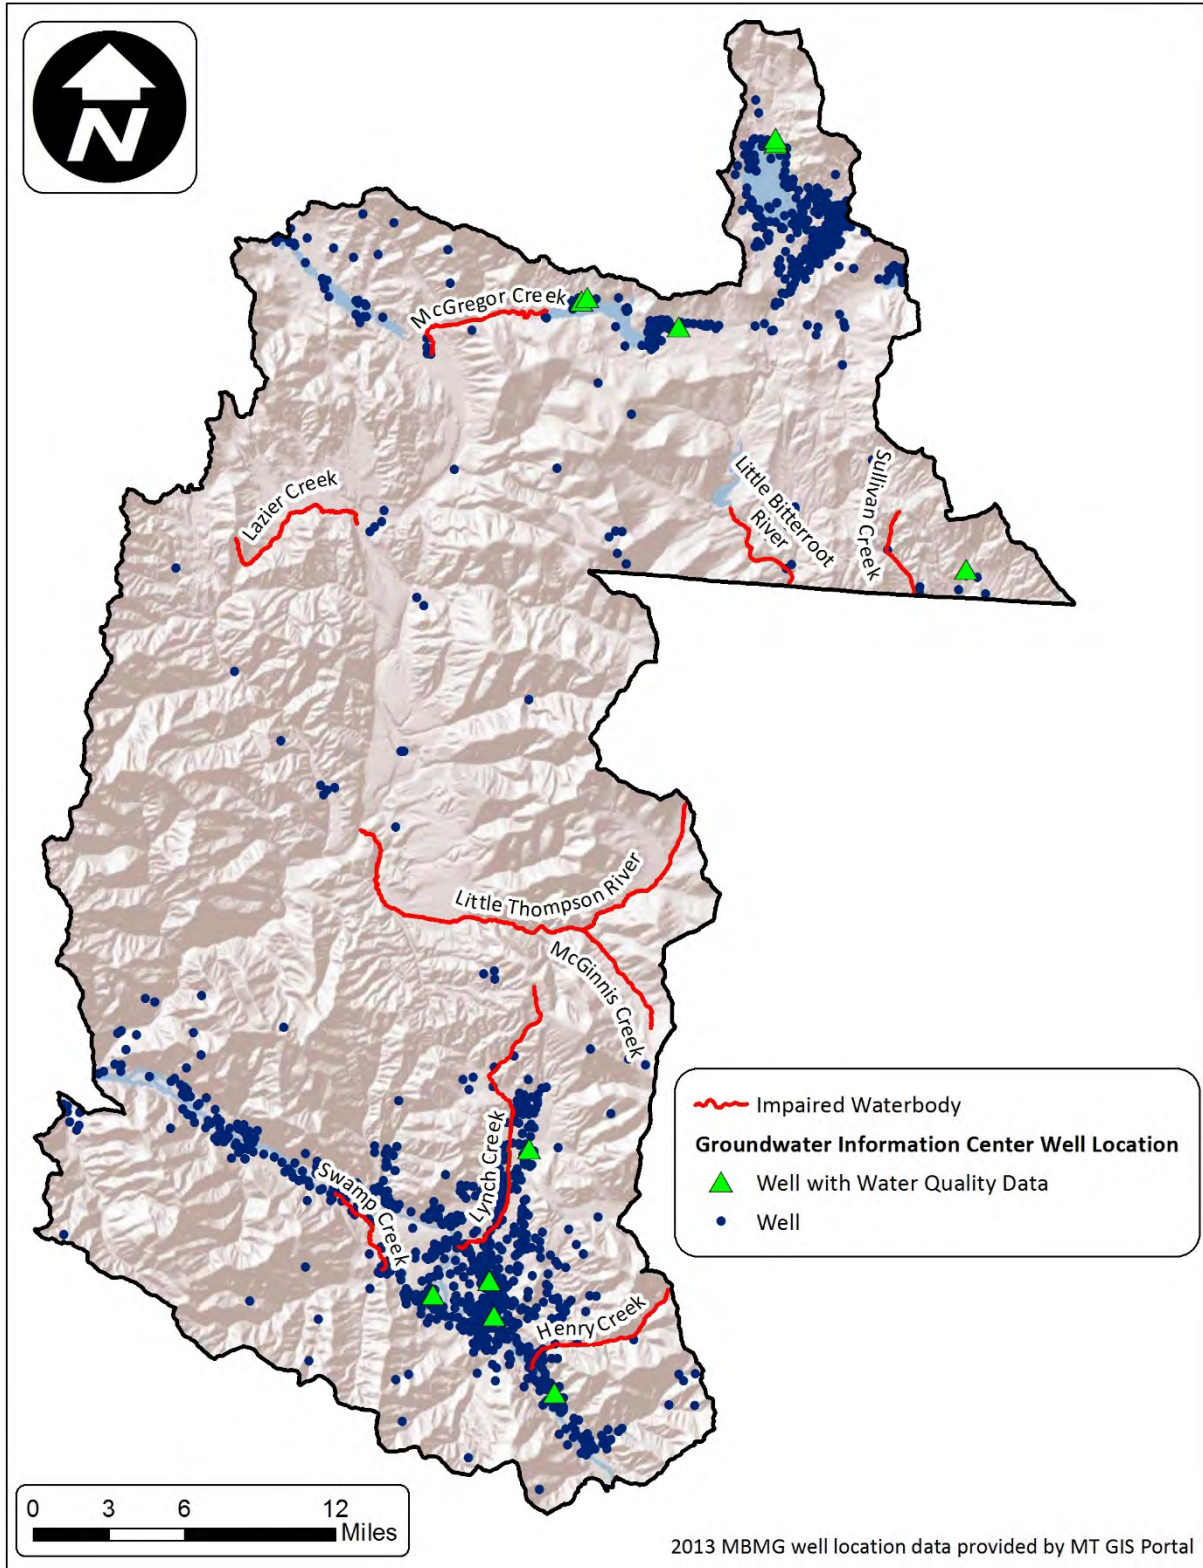 N
McGregor Creek
Lazier Creek
Little Bitterroot
River
Sullivan Creek
Little Thompson River
McGinnis Creek
Lynch Creek
Swamp Creek
Henry Creek
Impaired Waterbody
Groundwater Information Center Well Location
Well with Water Quality Data
Well
0 3 6 12
Miles
2013 MBMG well location data provided by MT GIS Portal